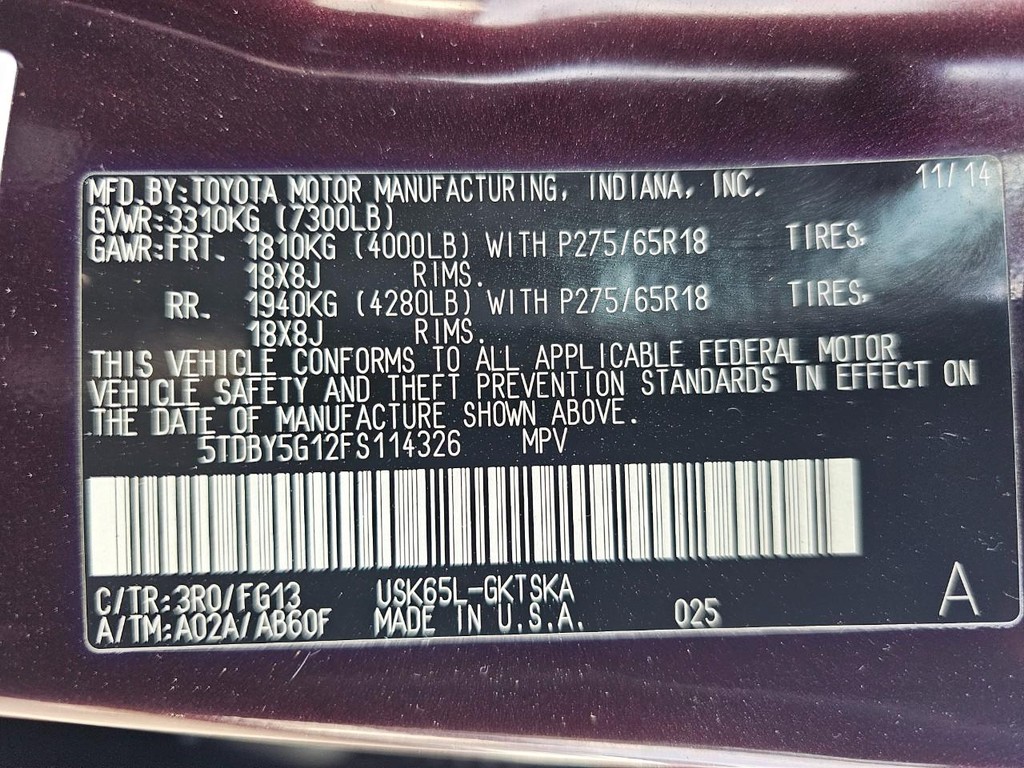 MFD.BY:TOYOTA MOTOR MANUFACTURING, INDIANA, INC. 11/14
GVWR:3310KG (7300LB)
GAWR:FRT. 1810KG (4000LB) WITH P275/65R18 TIRES,
18X8J RIMS.
RR. 1940KG (4280LB) WITH P275/65R18 TIRES,
18X8J RIMS.
THIS VEHICLE CONFORMS TO ALL APPLICABLE FEDERAL MOTOR
VEHICLE SAFETY AND THEFT PREVENTION STANDARDS IN EFFECT ON
THE DATE OF MANUFACTURE SHOWN ABOVE.
5TDBY5G12FS114326 MPV
C/TR:3R0/FG13 USK65L-GKTSKA
A/TM:A02A/AB60F MADE IN U.S.A. 025 A